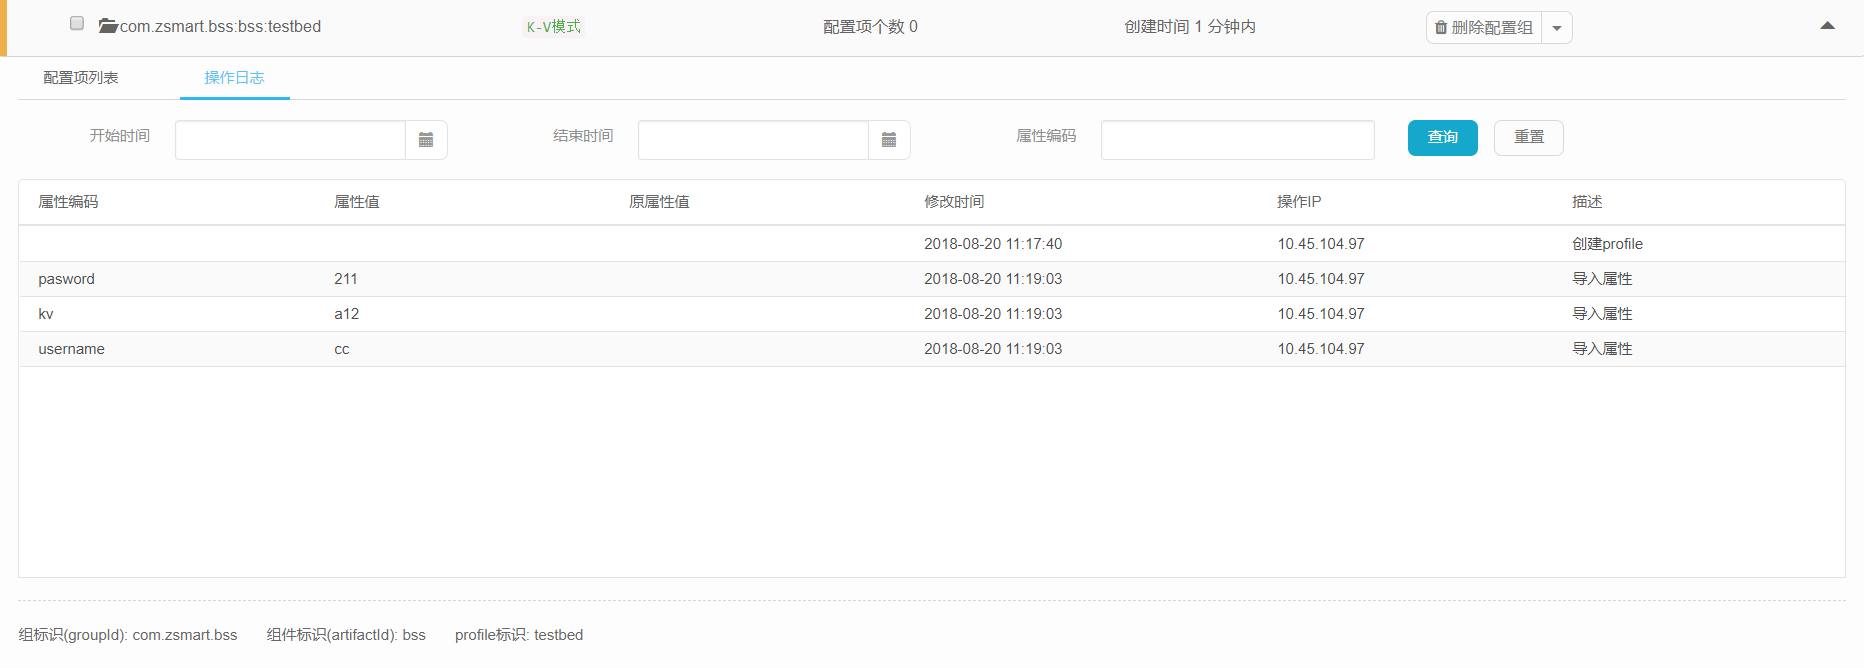 com.zsmart.bss:bss:testbed K-V模式 配置项个数 0 创建时间 1 分钟内 删除配置组
配置项列表 操作日志
开始时间 结束时间 属性编码 查询 重置
属性编码 属性值 原属性值 修改时间 操作IP 描述
2018-08-20 11:17:40 10.45.104.97 创建profile
pasword 211 2018-08-20 11:19:03 10.45.104.97 导入属性
kv a12 2018-08-20 11:19:03 10.45.104.97 导入属性
username cc 2018-08-20 11:19:03 10.45.104.97 导入属性
组标识(groupId): com.zsmart.bss 组件标识(artifactId): bss profile标识: testbed